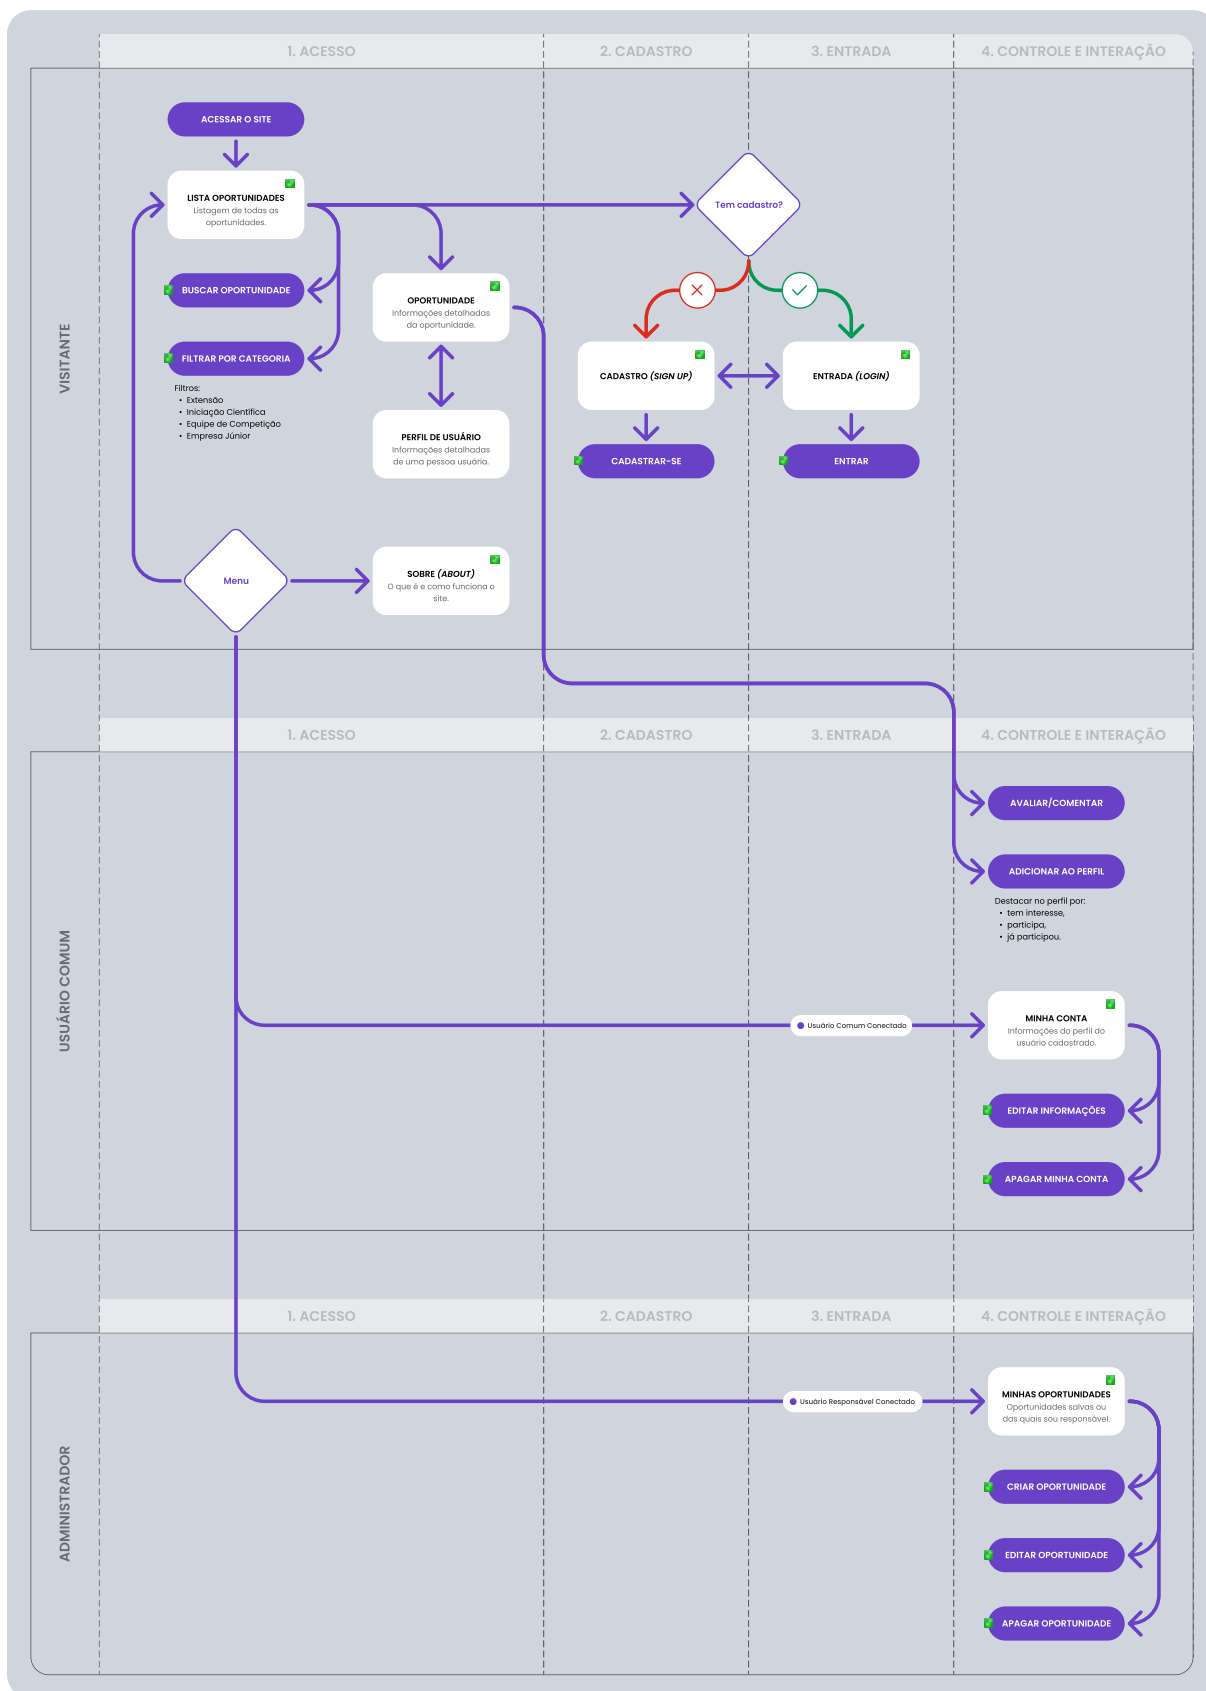 1. ACESSO
2. CADASTRO
3. ENTRADA
4. CONTROLE E INTERAÇÃO
VISITANTE
ACESSAR O SITE
LISTA OPORTUNIDADES
Listagem de todas as
oportunidades.
BUSCAR OPORTUNIDADE
FILTRAR POR CATEGORIA
Filtros:
• Extensão
• Iniciação Científica
• Equipe de Competição
• Empresa Júnior
OPORTUNIDADE
Informações detalhadas
da oportunidade.
PERFIL DE USUÁRIO
Informações detalhadas
de uma pessoa usuária.
Tem cadastro?
CADASTRO (SIGN UP)
ENTRADA (LOGIN)
CADASTRAR-SE
ENTRAR
Menu
SOBRE (ABOUT)
O que é e como funciona o
site.
1. ACESSO
2. CADASTRO
3. ENTRADA
4. CONTROLE E INTERAÇÃO
USUÁRIO COMUM
AVALIAR/COMENTAR
ADICIONAR AO PERFIL
Destacar no perfil por:
• tem interesse,
• participa,
• já participou.
Usuário Comum Conectado
MINHA CONTA
Informações do perfil do
usuário cadastrado.
EDITAR INFORMAÇÕES
APAGAR MINHA CONTA
1. ACESSO
2. CADASTRO
3. ENTRADA
4. CONTROLE E INTERAÇÃO
ADMINISTRADOR
Usuário Responsável Conectado
MINHAS OPORTUNIDADES
Oportunidades salvas ou
das quais sou responsável.
CRIAR OPORTUNIDADE
EDITAR OPORTUNIDADE
APAGAR OPORTUNIDADE